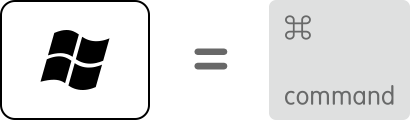 =
⌘
command